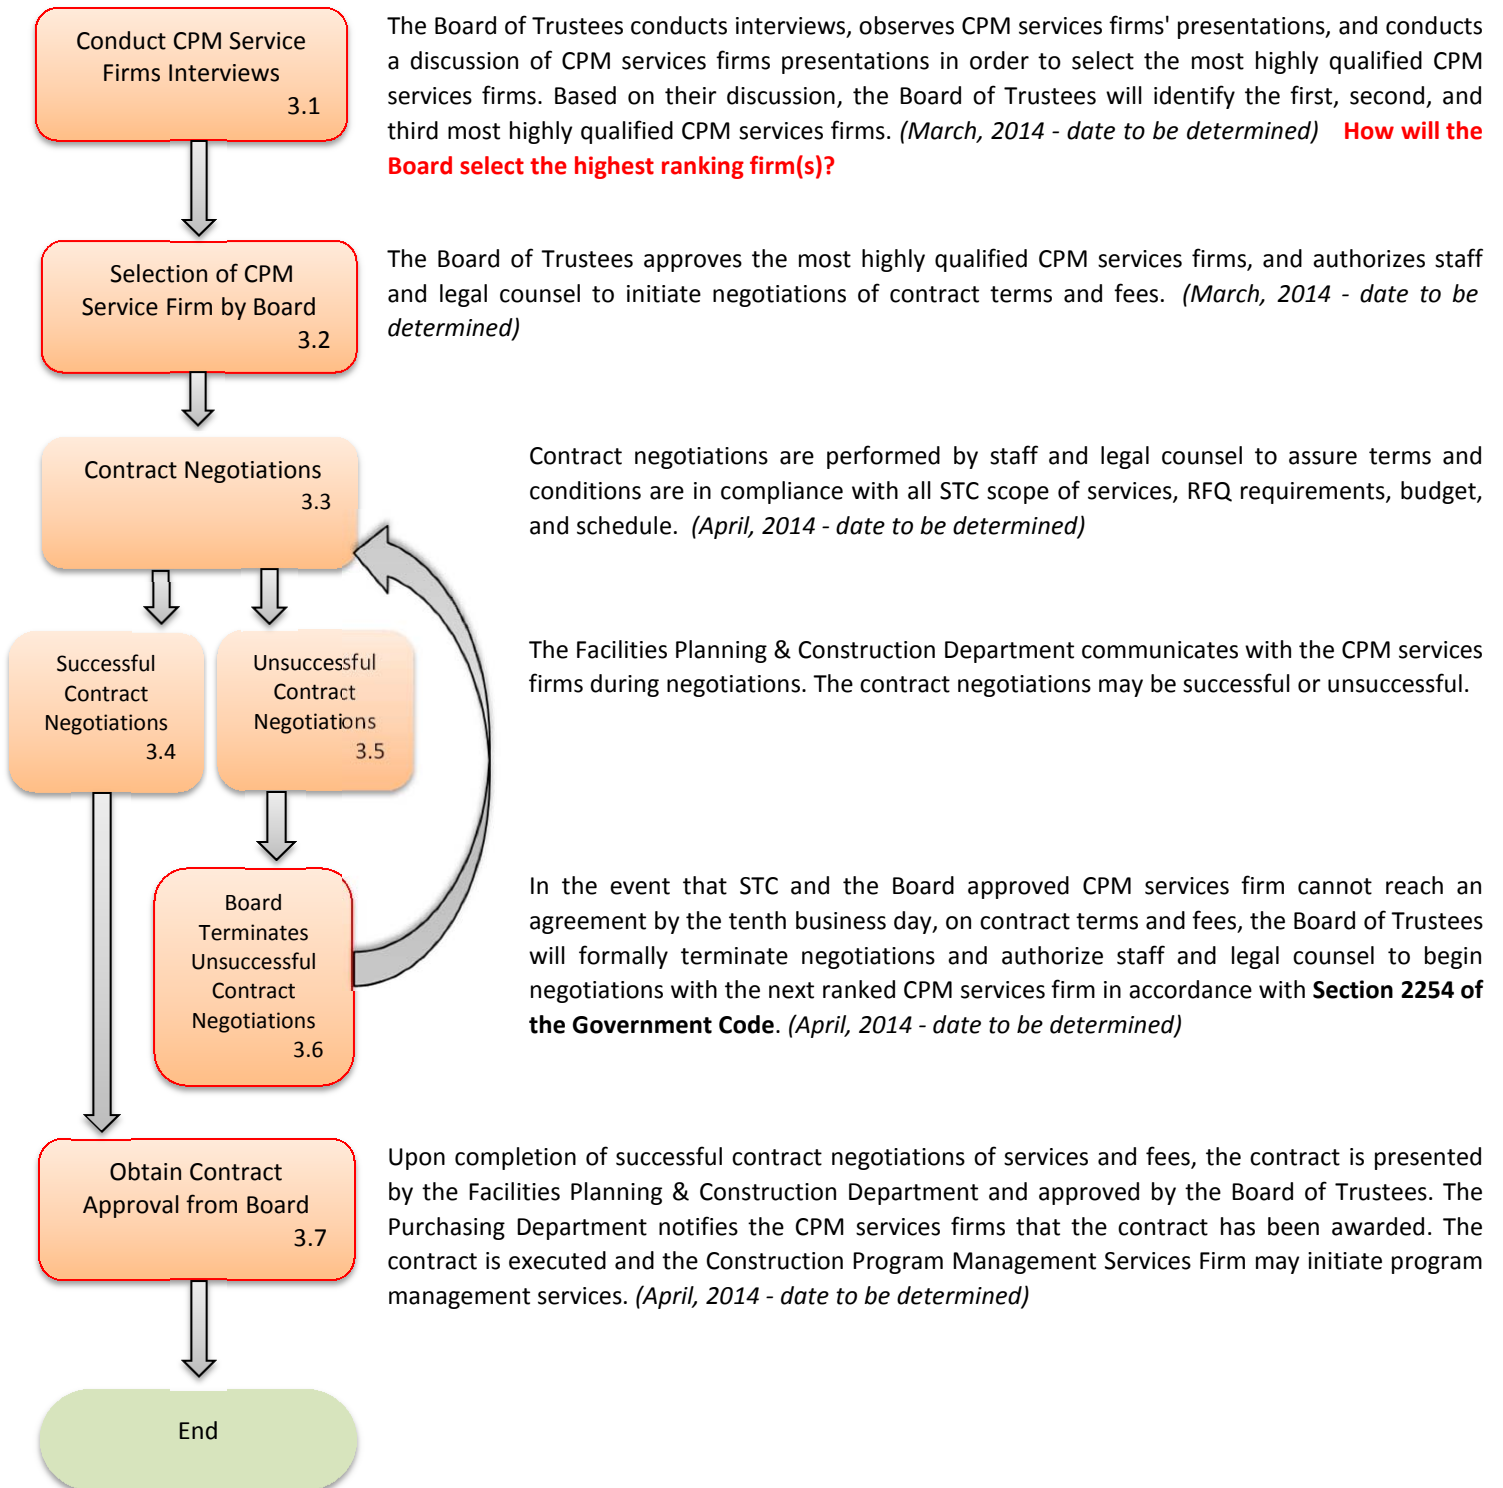 Conduct CPM Service
Firms Interviews
3.1
The Board of Trustees conducts interviews, observes CPM services firms' presentations, and conducts
a discussion of CPM services firms presentations in order to select the most highly qualified CPM
services firms. Based on their discussion, the Board of Trustees will identify the first, second, and
third most highly qualified CPM services firms. (March, 2014 - date to be determined) How will the
Board select the highest ranking firm(s)?
Selection of CPM
Service Firm by Board
3.2
The Board of Trustees approves the most highly qualified CPM services firms, and authorizes staff
and legal counsel to initiate negotiations of contract terms and fees. (March, 2014 - date to be
determined)
Contract Negotiations
3.3
Contract negotiations are performed by staff and legal counsel to assure terms and
conditions are in compliance with all STC scope of services, RFQ requirements, budget,
and schedule. (April, 2014 - date to be determined)
Successful
Contract
Negotiations
3.4
Unsuccessful
Contract
Negotiations
3.5
The Facilities Planning & Construction Department communicates with the CPM services
firms during negotiations. The contract negotiations may be successful or unsuccessful.
Board
Terminates
Unsuccessful
Contract
Negotiations
3.6
In the event that STC and the Board approved CPM services firm cannot reach an
agreement by the tenth business day, on contract terms and fees, the Board of Trustees
will formally terminate negotiations and authorize staff and legal counsel to begin
negotiations with the next ranked CPM services firm in accordance with Section 2254 of
the Government Code. (April, 2014 - date to be determined)
Obtain Contract
Approval from Board
3.7
Upon completion of successful contract negotiations of services and fees, the contract is presented
by the Facilities Planning & Construction Department and approved by the Board of Trustees. The
Purchasing Department notifies the CPM services firms that the contract has been awarded. The
contract is executed and the Construction Program Management Services Firm may initiate program
management services. (April, 2014 - date to be determined)
End